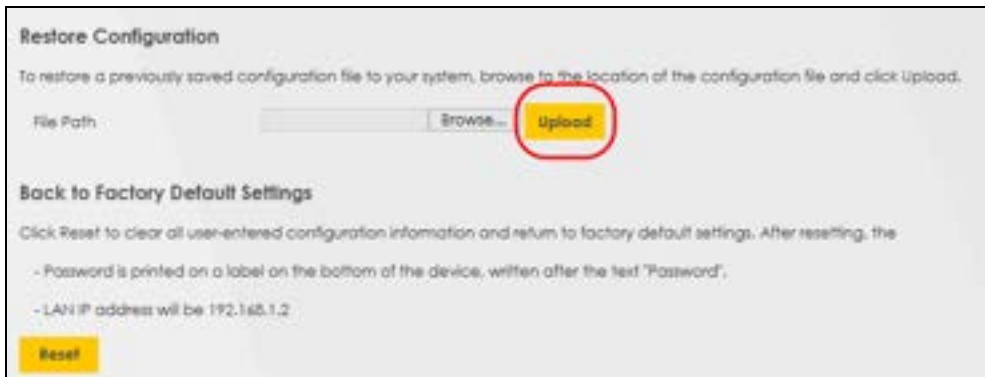 Restore Configuration
To restore a previously saved configuration file to your system, browse to the location of the configuration file and click Upload.
File Path Browse... Upload
Back to Factory Default Settings
Click Reset to clear all user-entered configuration information and return to factory default settings. After resetting, the
- Password is printed on a label on the bottom of the device, written after the text "Password".
- LAN IP address will be 192.168.1.2
Reset